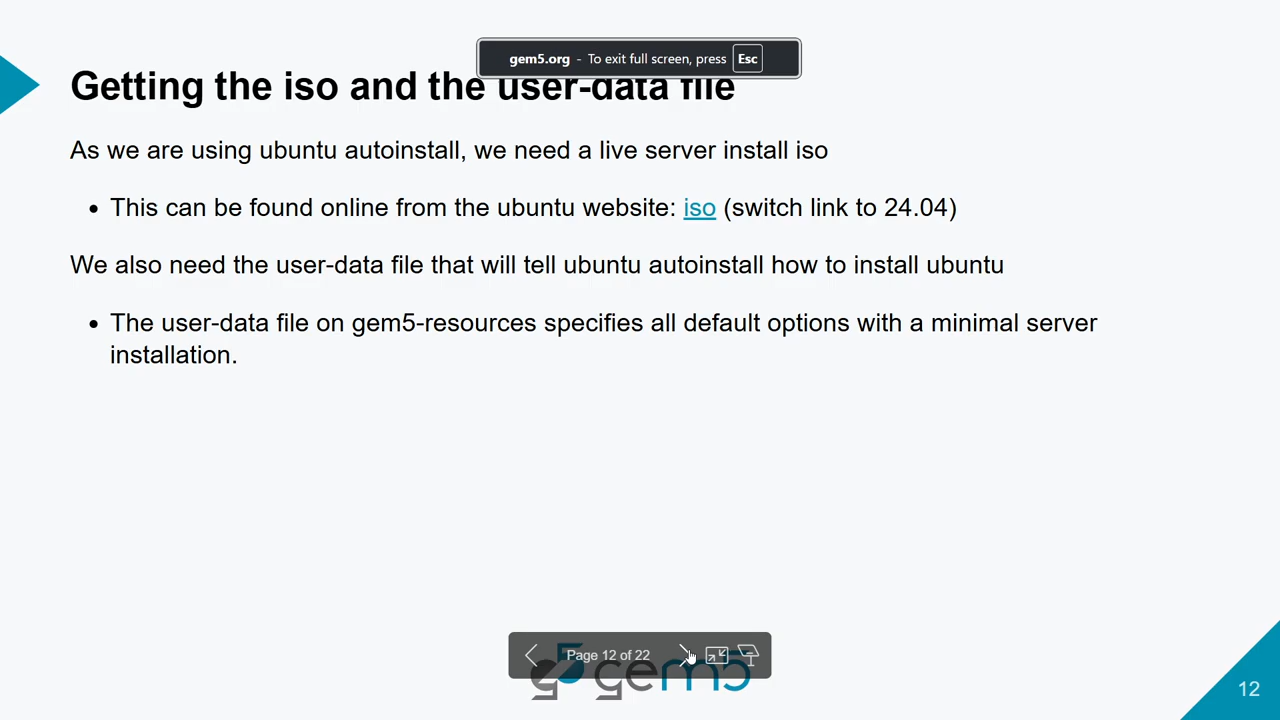 gem5.org - To exit full screen, press Esc
Getting the iso and the user-data file
As we are using ubuntu autoinstall, we need a live server install iso
• This can be found online from the ubuntu website: iso (switch link to 24.04)
We also need the user-data file that will tell ubuntu autoinstall how to install ubuntu
• The user-data file on gem5-resources specifies all default options with a minimal server
installation.
Page 12 of 22
gem5
12